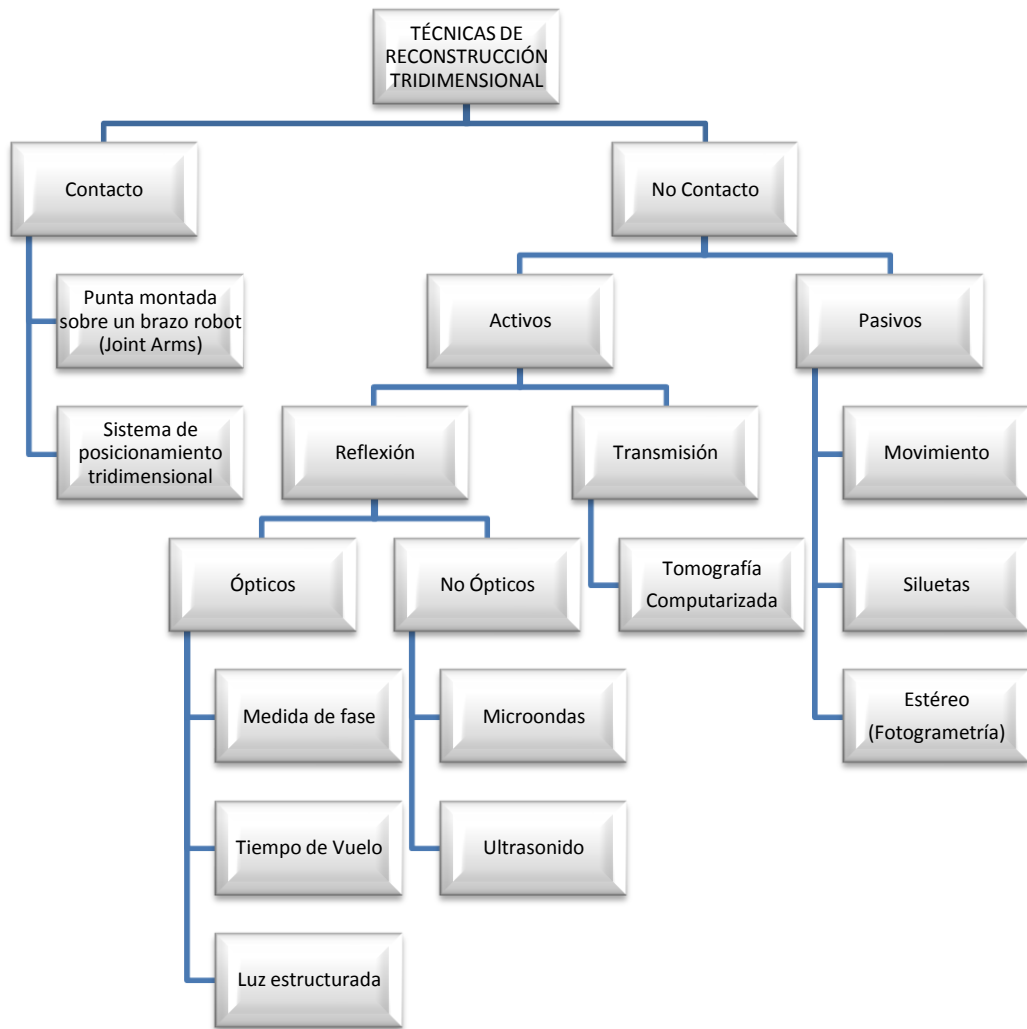 TÉCNICAS DE
RECONSTRUCCIÓN
TRIDIMENSIONAL
Contacto
No Contacto
Punta montada
sobre un brazo robot
(Joint Arms)
Sistema de
posicionamiento
tridimensional
Activos
Pasivos
Reflexión
Transmisión
Movimiento
Siluetas
Estéreo
(Fotogrametría)
Ópticos
No Ópticos
Tomografía
Computarizada
Medida de fase
Tiempo de Vuelo
Luz estructurada
Microondas
Ultrasonido